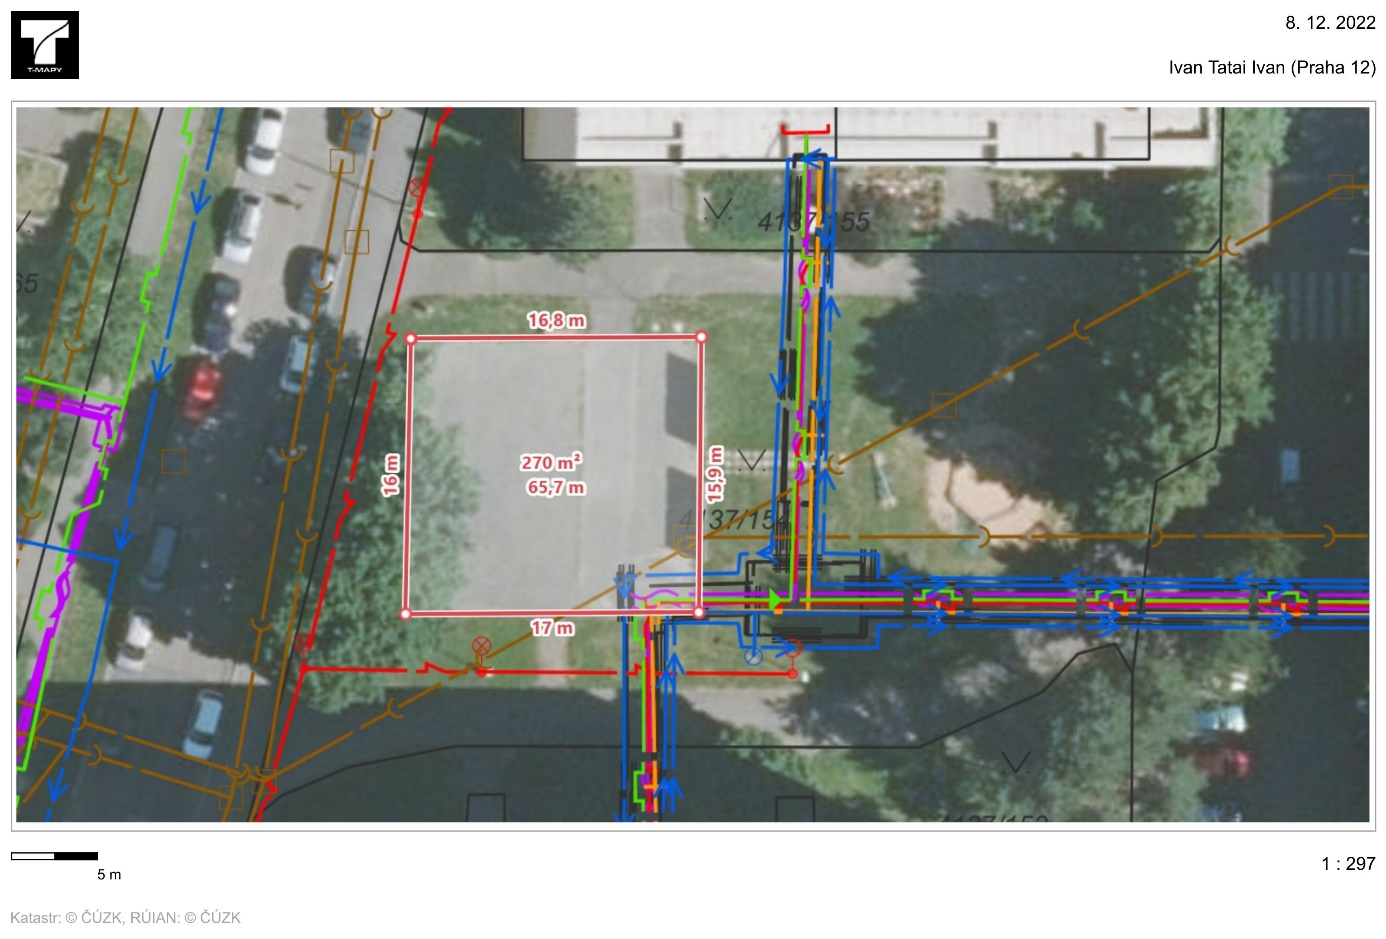 T-MAPY
8. 12. 2022
Ivan Tatai Ivan (Praha 12)
4137/155
65
16,8 m
270 m²
65,7 m
16 m
15,9 m
4137/154
17 m
5 m
1 : 297
Katastr: © ČÚZK, RÚIAN: © ČÚZK